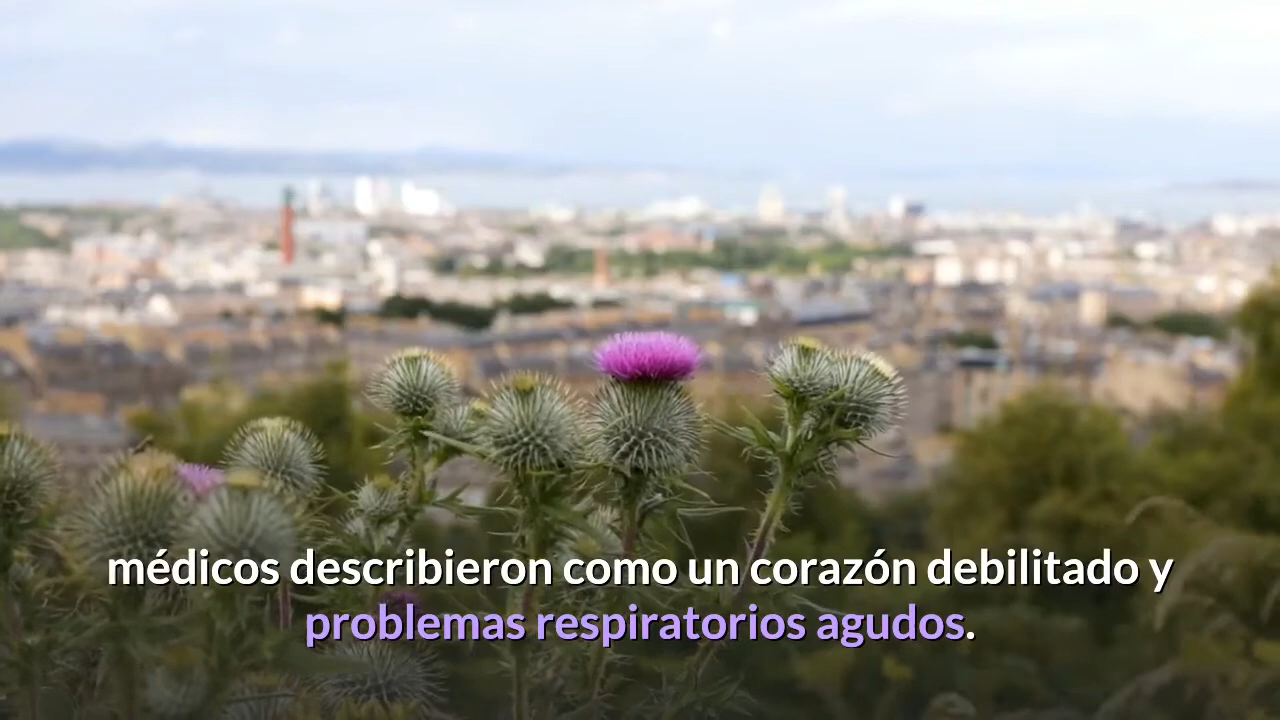 médicos describieron como un corazón debilitado y
problemas respiratorios agudos.